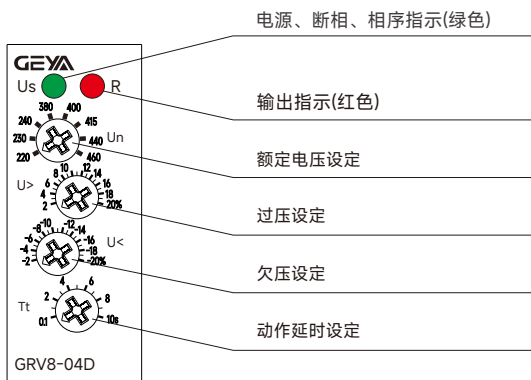 电源、断相、相序指示(绿色)
GEYA
Us R
输出指示(红色)
380 400
240 415
230 440 Un
220 460
额定电压设定
U>
10 12
8 14
6 16
4 18
2 20%
过压设定
U<
-10 -12
-8 -14
-6 -16
-4 -18
-2 -20%
欠压设定
Tt
4 6
2 8
0.1 10s
动作延时设定
GRV8-04D